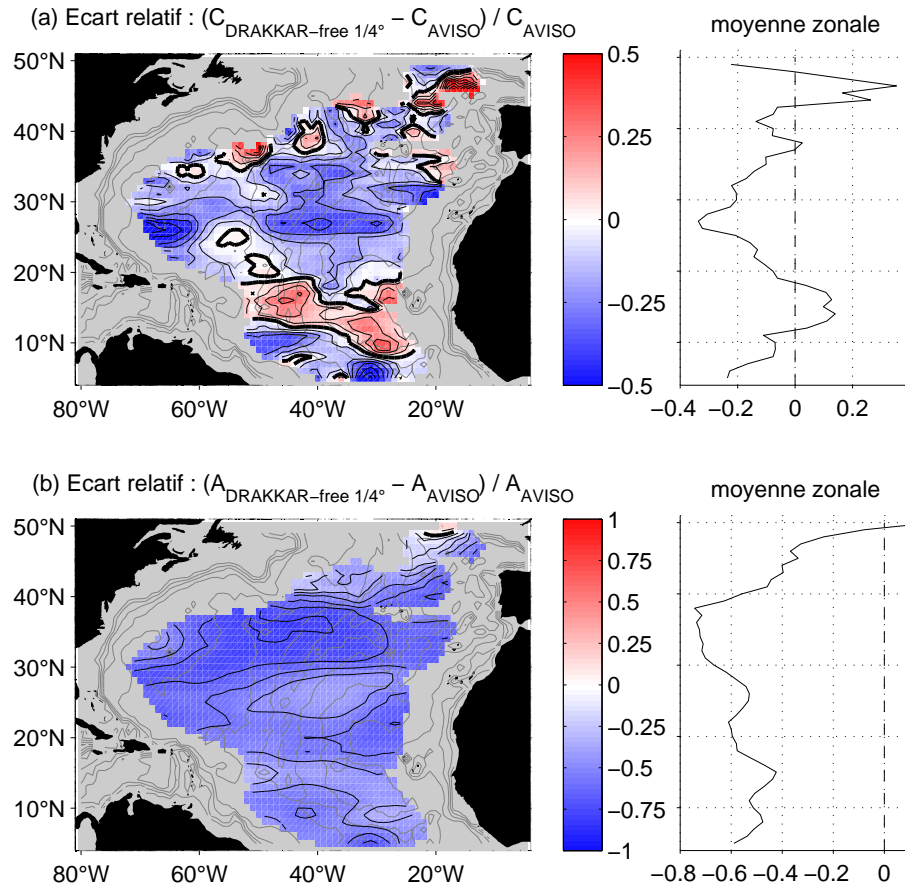 (a) Ecart relatif : (C_DRAKKAR−free 1/4° − C_AVISO) / C_AVISO
moyenne zonale
50°N
40°N
30°N
20°N
10°N
80°W 60°W 40°W 20°W
0.5
0.25
0
−0.25
−0.5
−0.4 −0.2 0 0.2
(b) Ecart relatif : (A_DRAKKAR−free 1/4° − A_AVISO) / A_AVISO
moyenne zonale
50°N
40°N
30°N
20°N
10°N
80°W 60°W 40°W 20°W
1
0.75
0.5
0.25
0
−0.25
−0.5
−0.75
−1
−0.8 −0.6 −0.4 −0.2 0